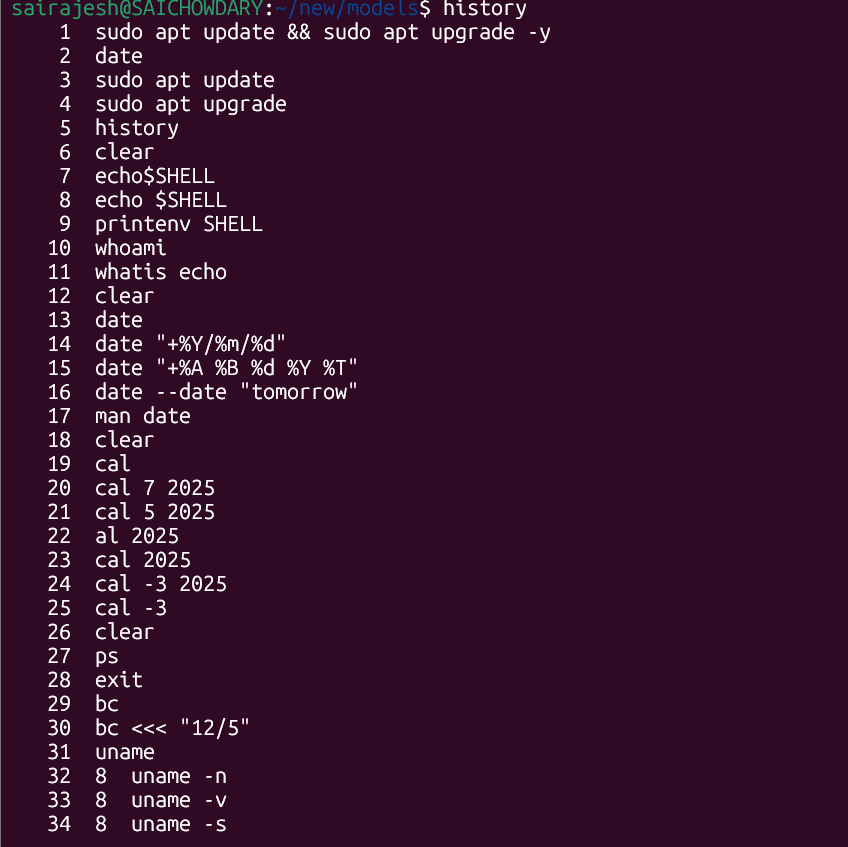 sairajesh@SAICHOWDARY:~/new/models$ history
1 sudo apt update && sudo apt upgrade -y
2 date
3 sudo apt update
4 sudo apt upgrade
5 history
6 clear
7 echo$SHELL
8 echo $SHELL
9 printenv SHELL
10 whoami
11 whatis echo
12 clear
13 date
14 date "+%Y/%m/%d"
15 date "+%A %B %d %Y %T"
16 date --date "tomorrow"
17 man date
18 clear
19 cal
20 cal 7 2025
21 cal 5 2025
22 al 2025
23 cal 2025
24 cal -3 2025
25 cal -3
26 clear
27 ps
28 exit
29 bc
30 bc <<< "12/5"
31 uname
32 8  uname -n
33 8  uname -v
34 8  uname -s